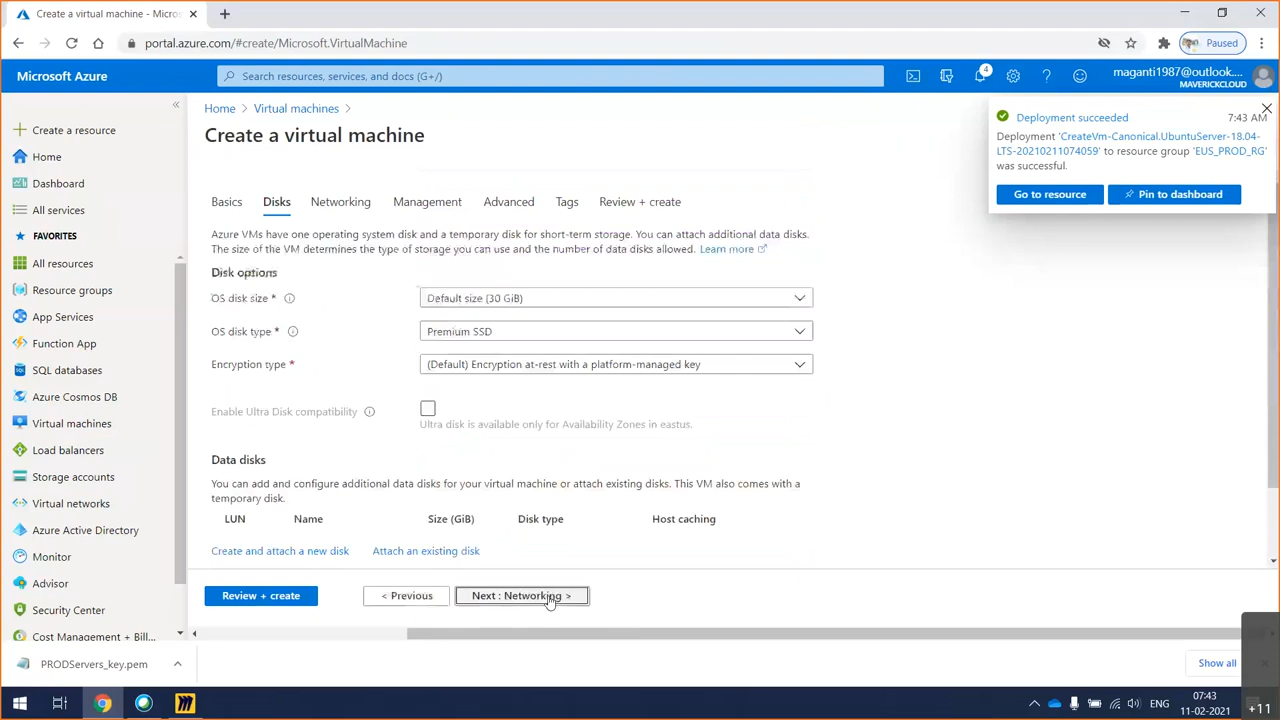 Create a virtual machine - Micros
portal.azure.com/#create/Microsoft.VirtualMachine
Paused
Microsoft Azure
Search resources, services, and docs (G+/)
4
maganti1987@outlook....
MAVERICKCLOUD
Create a resource
Home
Dashboard
All services
FAVORITES
All resources
Resource groups
App Services
Function App
SQL databases
Azure Cosmos DB
Virtual machines
Load balancers
Storage accounts
Virtual networks
Azure Active Directory
Monitor
Advisor
Security Center
Cost Management + Bill...
Home > Virtual machines >
Create a virtual machine
Basics Disks Networking Management Advanced Tags Review + create
Azure VMs have one operating system disk and a temporary disk for short-term storage. You can attach additional data disks.
The size of the VM determines the type of storage you can use and the number of data disks allowed. Learn more
Disk options
OS disk size * Default size (30 GiB)
OS disk type * Premium SSD
Encryption type * (Default) Encryption at-rest with a platform-managed key
Enable Ultra Disk compatibility
Ultra disk is available only for Availability Zones in eastus.
Data disks
You can add and configure additional data disks for your virtual machine or attach existing disks. This VM also comes with a
temporary disk.
LUN Name Size (GiB) Disk type Host caching
Create and attach a new disk Attach an existing disk
Review + create < Previous Next : Networking >
Deployment succeeded 7:43 AM
Deployment 'CreateVm-Canonical.UbuntuServer-18.04-
LTS-20210211074059' to resource group 'EUS_PROD_RG'
was successful.
Go to resource Pin to dashboard
PRODServers_key.pem
Show all
ENG
07:43
11-02-2021
+11